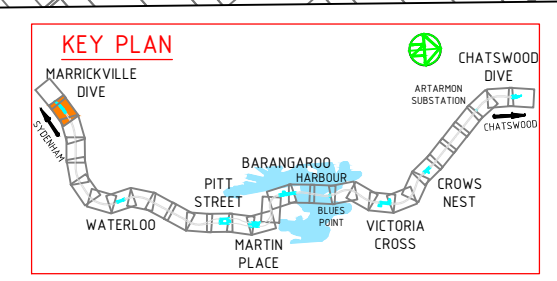 KEY PLAN
MARRICKVILLE
DIVE
SYDENHAM
WATERLOO
PITT
STREET
MARTIN
PLACE
BARANGAROO
HARBOUR
BLUES
POINT
VICTORIA
CROSS
CROWS
NEST
ARTARMON
SUBSTATION
CHATSWOOD
DIVE
CHATSWOOD